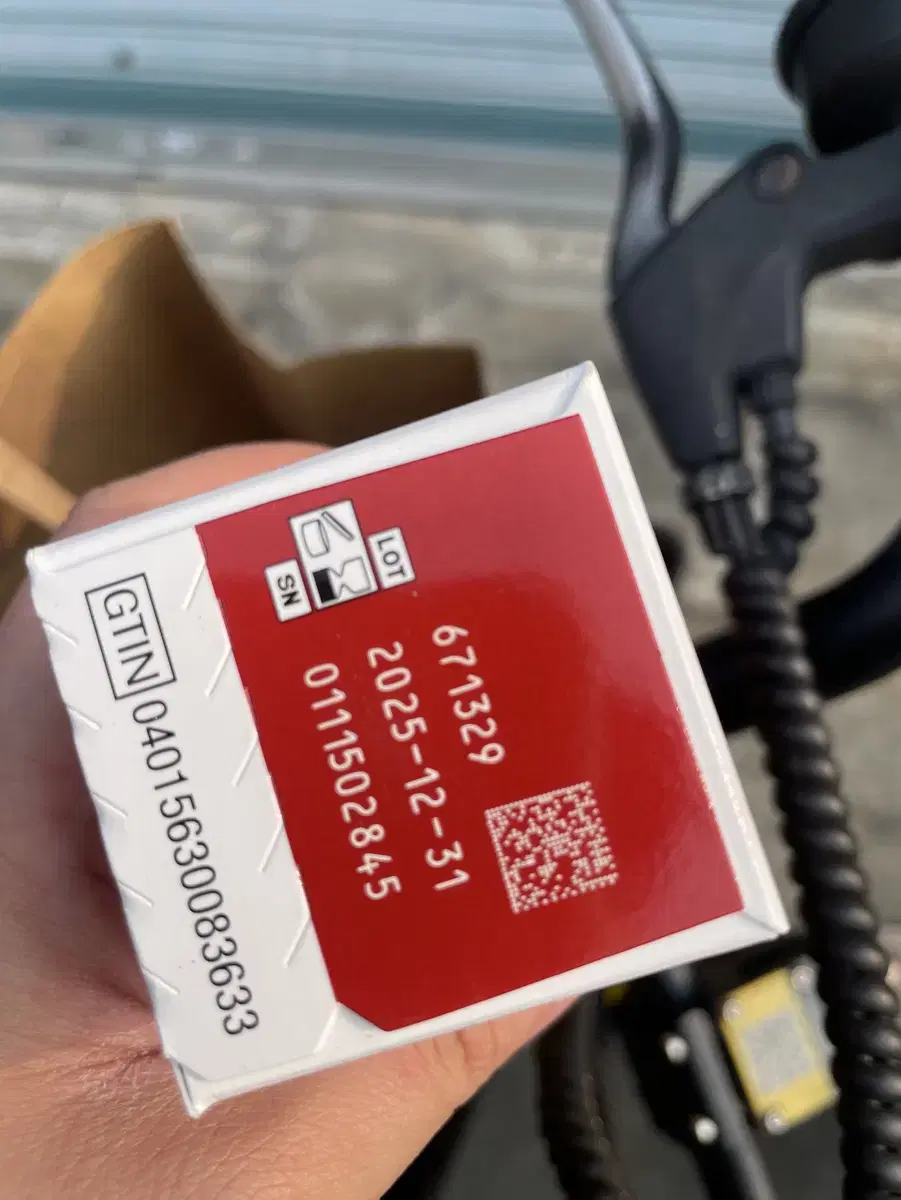 LOT
SN
671329
2025-12-31
0111502845
GTIN 04015630083633